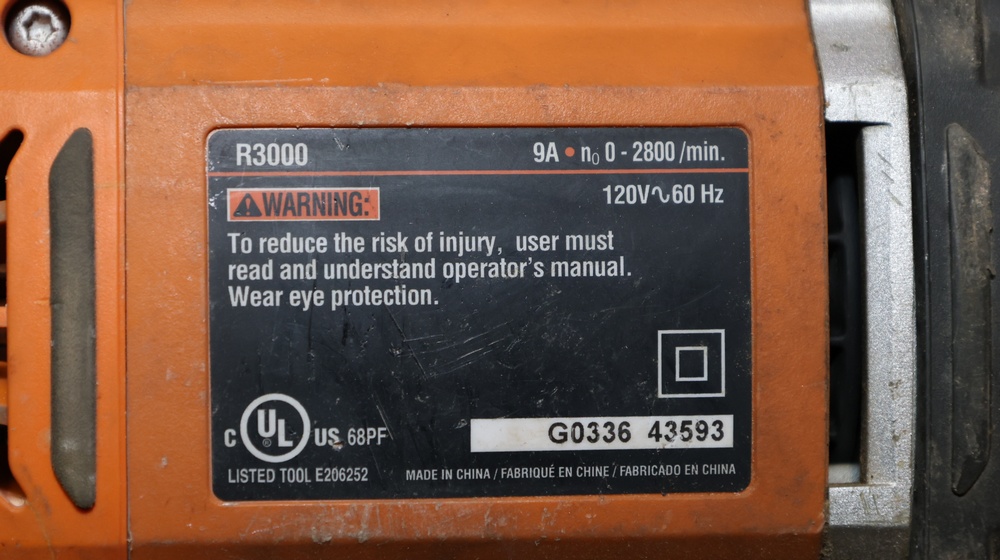 R3000
9A • n₀ 0 - 2800 /min.
120V∿60 Hz
⚠WARNING:
To reduce the risk of injury, user must
read and understand operator's manual.
Wear eye protection.
C UL ® US 68PF
G0336 43593
LISTED TOOL E206252
MADE IN CHINA / FABRIQUÉ EN CHINE / FABRICADO EN CHINA